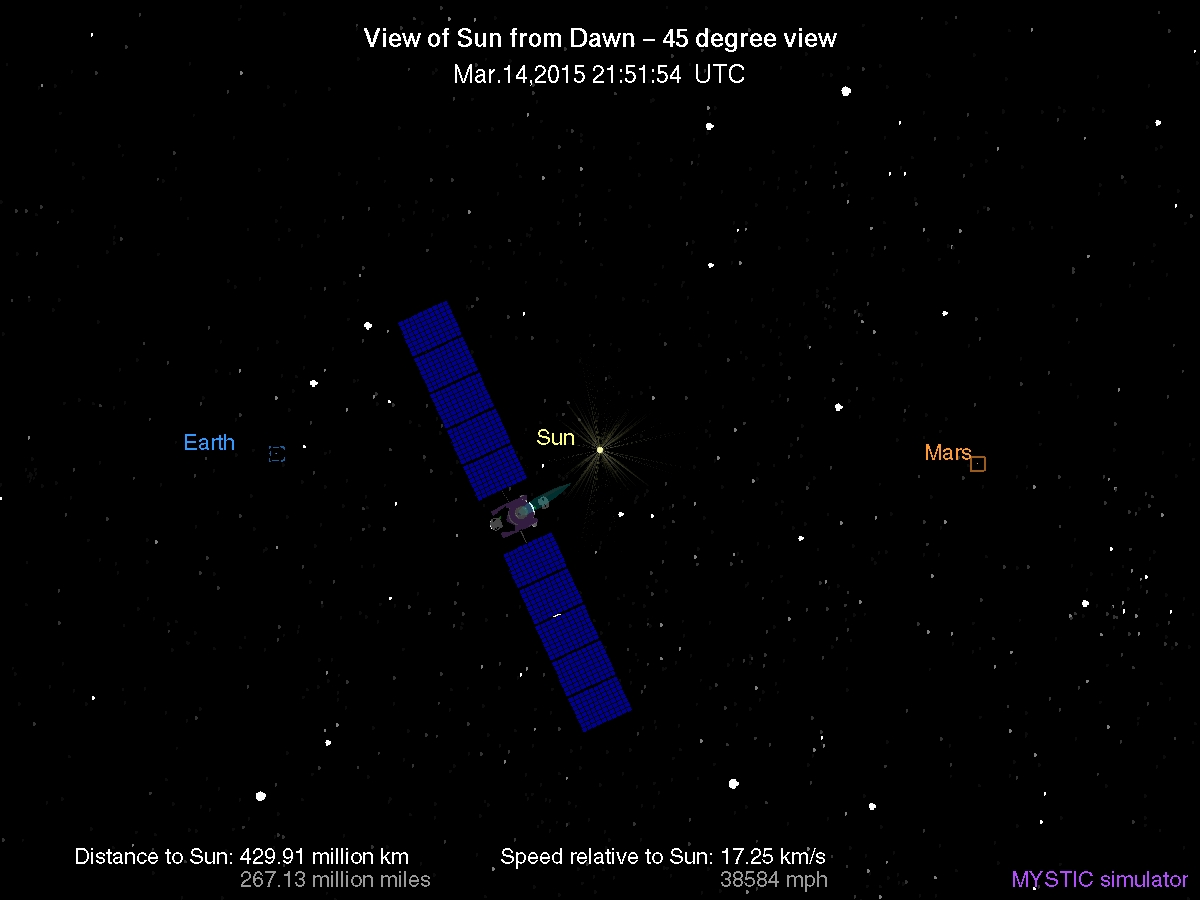 View of Sun from Dawn – 45 degree view
Mar.14,2015 21:51:54 UTC
Sun
Earth
Mars
Distance to Sun: 429.91 million km
267.13 million miles
Speed relative to Sun: 17.25 km/s
38584 mph
MYSTIC simulator